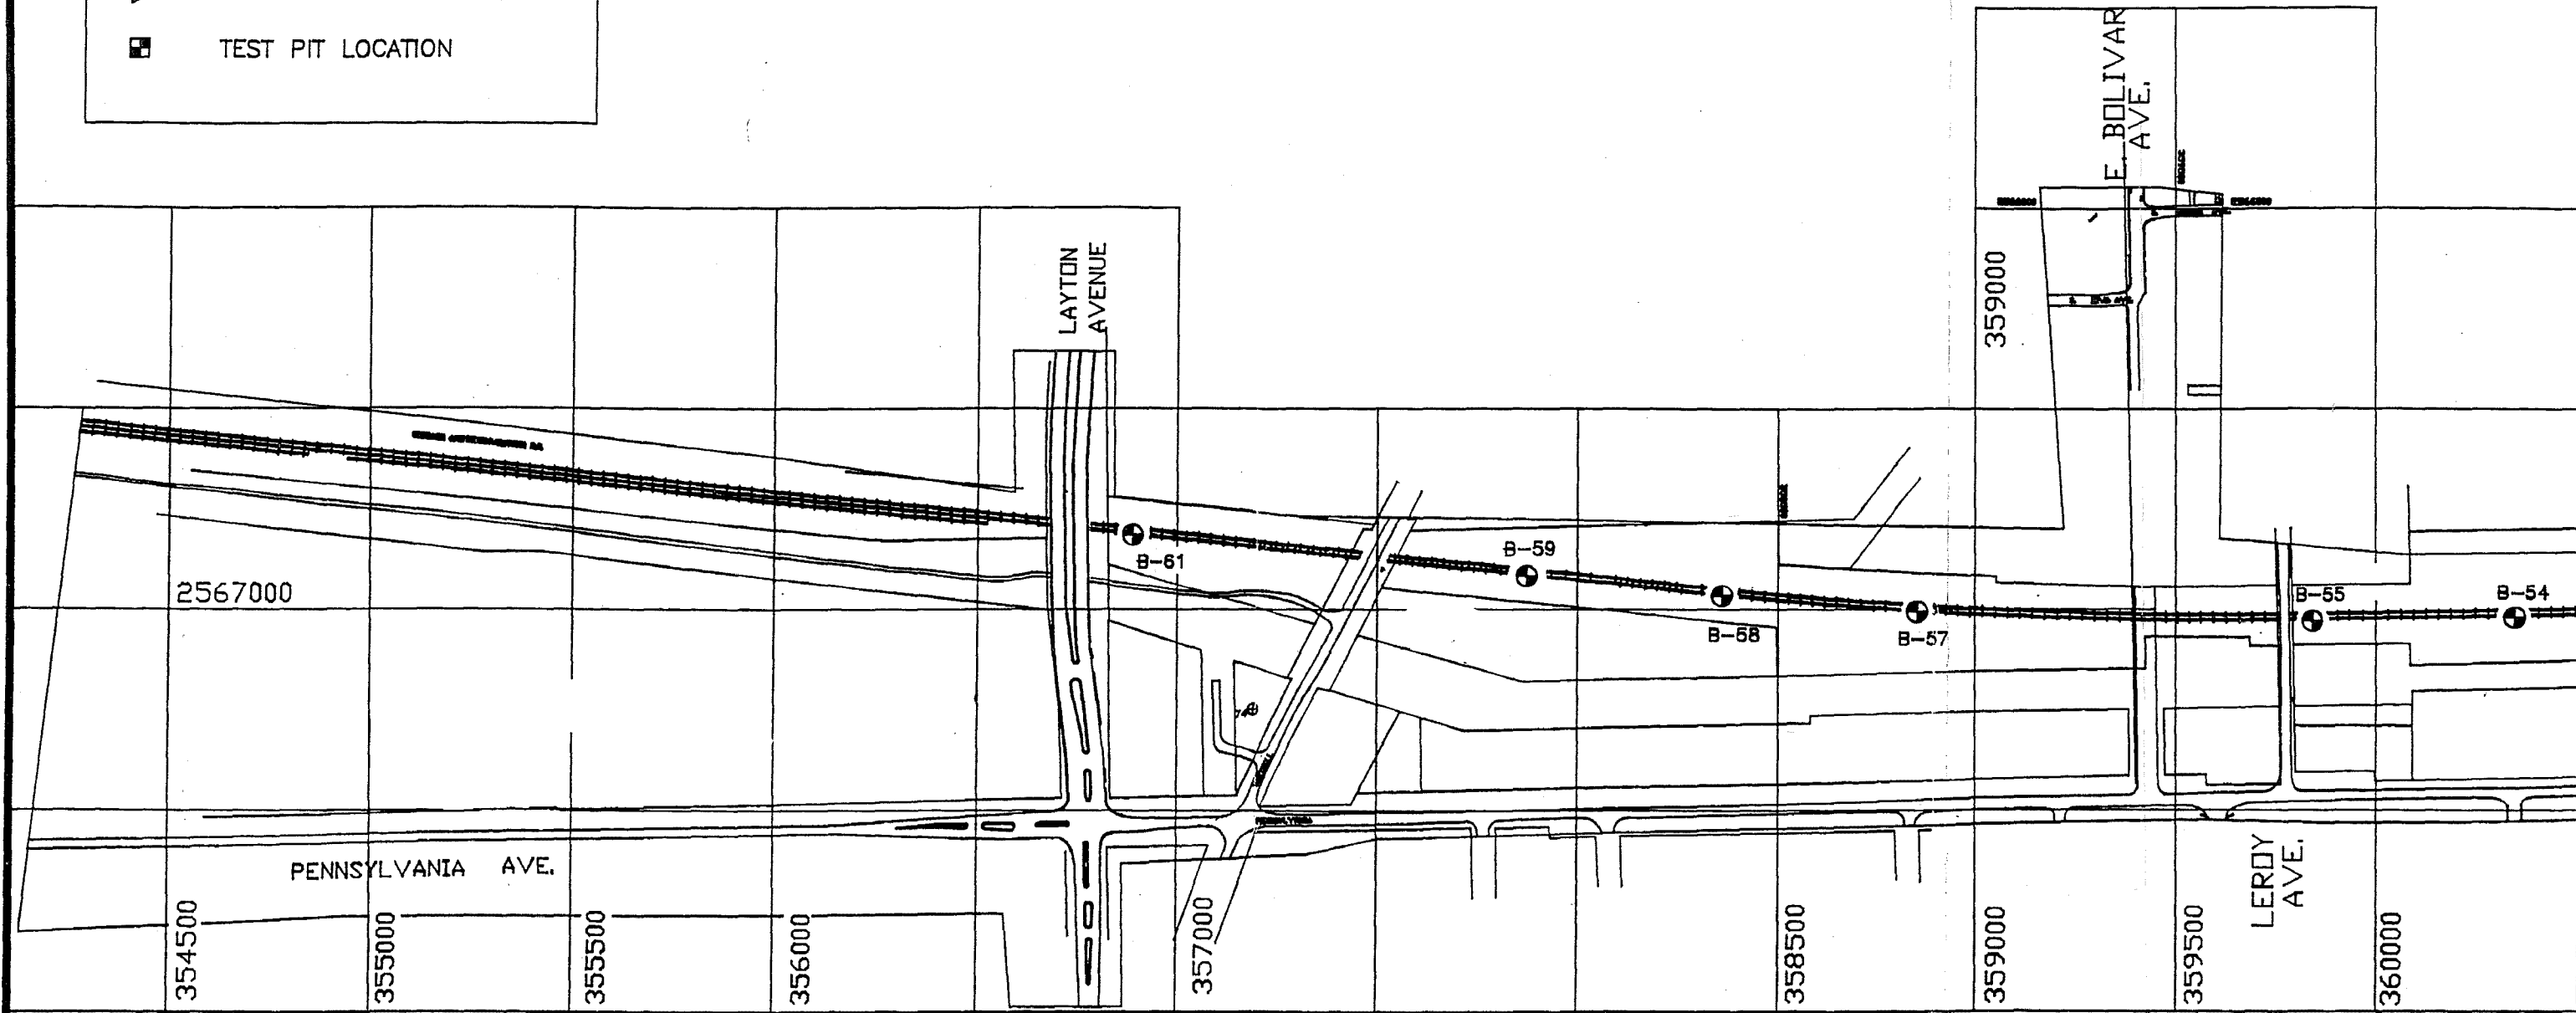 TEST PIT LOCATION
E. BOLIVAR
AVE.
LAYTON
AVENUE
359000
2567000
B-61
B-59
B-58
B-57
B-55
B-54
PENNSYLVANIA
PENNSYLVANIA AVE.
LEROY
AVE.
354500
355000
355500
356000
357000
358500
359000
359500
360000